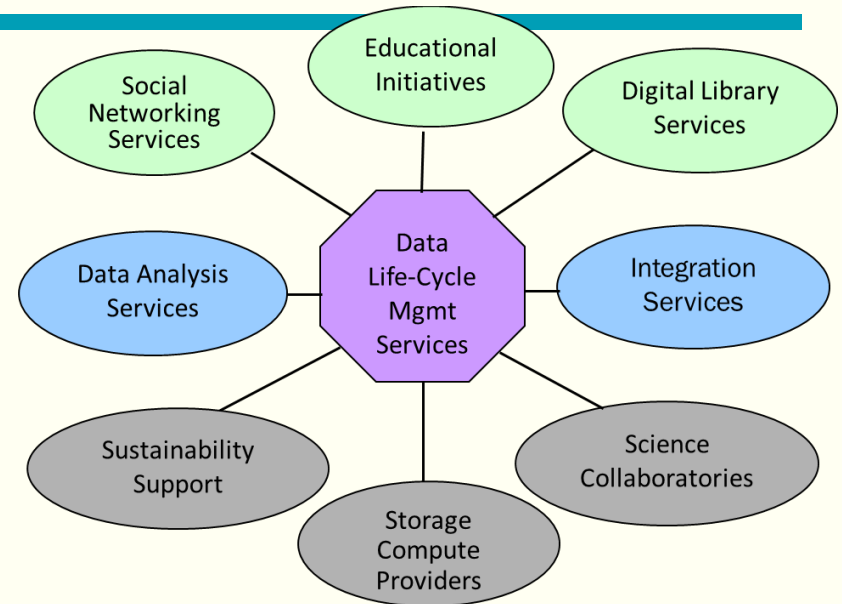 Educational
Initiatives
Social
Networking
Services
Digital Library
Services
Data
Life-Cycle
Mgmt
Services
Data Analysis
Services
Integration
Services
Sustainability
Support
Science
Collaboratories
Storage
Compute
Providers